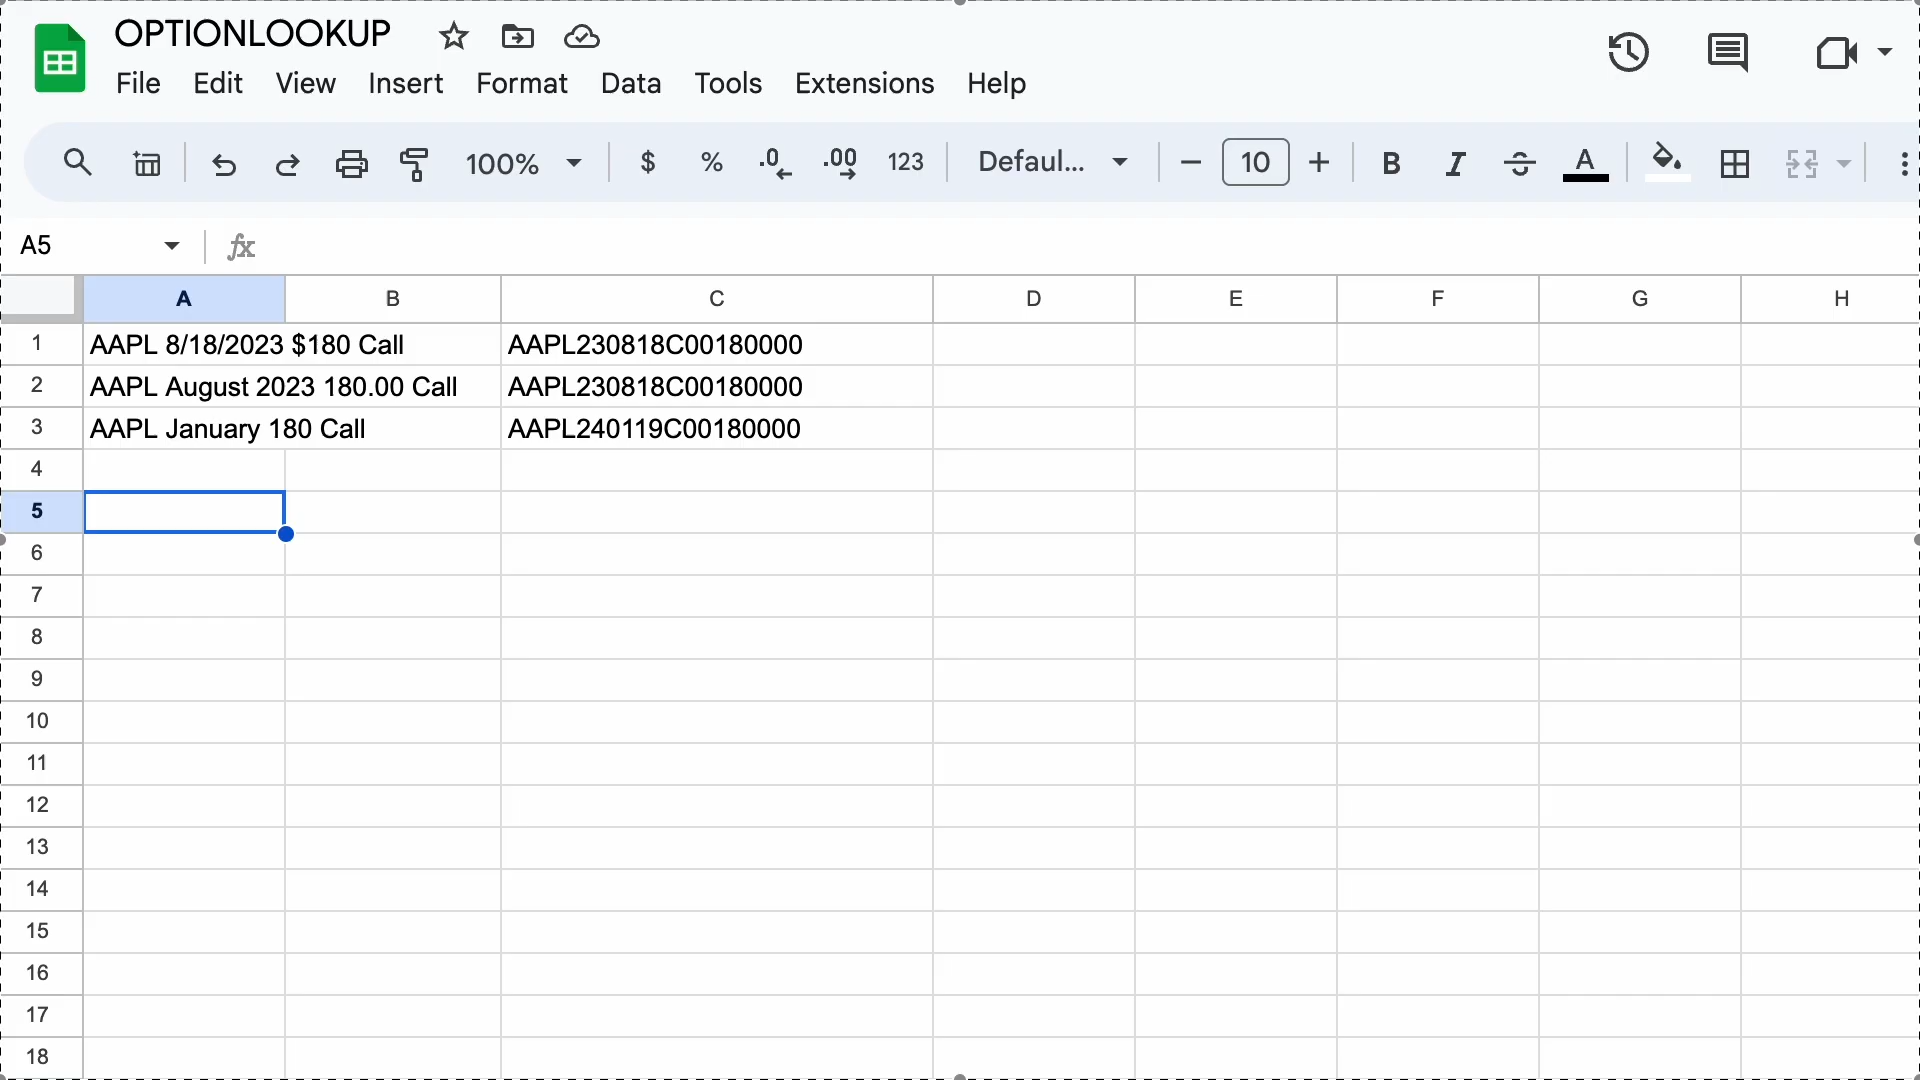 OPTIONLOOKUP
File Edit View Insert Format Data Tools Extensions Help
100% $ % .0 .00 123 Defaul... 10 B I S A
A5 fx
A B C D E F G H
1 AAPL 8/18/2023 $180 Call AAPL230818C00180000
2 AAPL August 2023 180.00 Call AAPL230818C00180000
3 AAPL January 180 Call AAPL240119C00180000
4
5
6
7
8
9
10
11
12
13
14
15
16
17
18